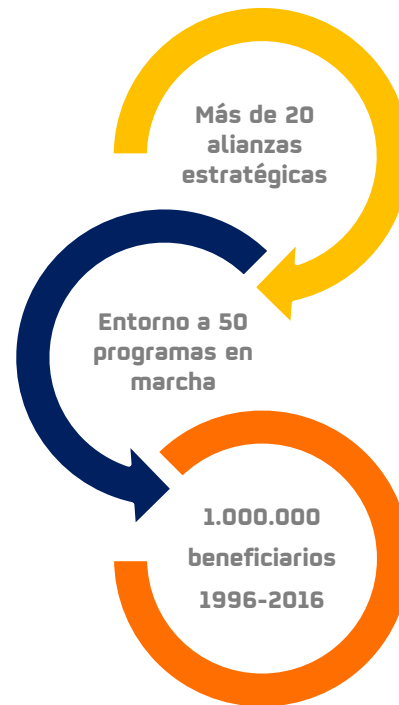 Más de 20
alianzas
estratégicas
Entorno a 50
programas en
marcha
1.000.000
beneficiarios
1996-2016